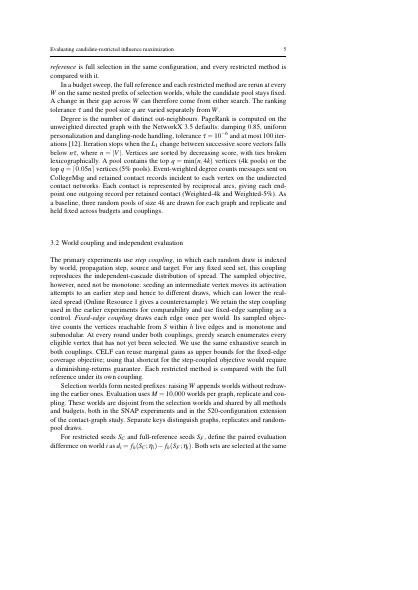 Evaluating candidate-restricted influence maximization 5
reference is full selection in the same configuration, and every restricted method is
compared with it.
In a budget sweep, the full reference and each restricted method are rerun at every
W on the same nested prefix of selection worlds, while the candidate pool stays fixed.
A change in their gap across W can therefore come from either search. The ranking
tolerance τ and the pool size q are varied separately from W.
Degree is the number of distinct out-neighbours. PageRank is computed on the
unweighted directed graph with the NetworkX 3.5 defaults: damping 0.85, uniform
personalization and dangling-node handling, tolerance τ = 10⁻⁶ and at most 100 iter-
ations [12]. Iteration stops when the L₁ change between successive score vectors falls
below nτ, where n = |V|. Vertices are sorted by decreasing score, with ties broken
lexicographically. A pool contains the top q = min{n,4k} vertices (4k pools) or the
top q = ⌈0.05n⌉ vertices (5% pools). Event-weighted degree counts messages sent on
CollegeMsg and retained contact records incident to each vertex on the undirected
contact networks. Each contact is represented by reciprocal arcs, giving each end-
point one outgoing record per retained contact (Weighted-4k and Weighted-5%). As
a baseline, three random pools of size 4k are drawn for each graph and replicate and
held fixed across budgets and couplings.
3.2 World coupling and independent evaluation
The primary experiments use step coupling, in which each random draw is indexed
by world, propagation step, source and target. For any fixed seed set, this coupling
reproduces the independent-cascade distribution of spread. The sampled objective,
however, need not be monotone: seeding an intermediate vertex moves its activation
attempts to an earlier step and hence to different draws, which can lower the real-
ized spread (Online Resource 1 gives a counterexample). We retain the step coupling
used in the earlier experiments for comparability and use fixed-edge sampling as a
control. Fixed-edge coupling draws each edge once per world. Its sampled objec-
tive counts the vertices reachable from S within h live edges and is monotone and
submodular. At every round under both couplings, greedy search enumerates every
eligible vertex that has not yet been selected. We use the same exhaustive search in
both couplings. CELF can reuse marginal gains as upper bounds for the fixed-edge
coverage objective; using that shortcut for the step-coupled objective would require
a diminishing-returns guarantee. Each restricted method is compared with the full
reference under its own coupling.
Selection worlds form nested prefixes: raising W appends worlds without redraw-
ing the earlier ones. Evaluation uses M = 10,000 worlds per graph, replicate and cou-
pling. These worlds are disjoint from the selection worlds and shared by all methods
and budgets, both in the SNAP experiments and in the 520-configuration extension
of the contact-graph study. Separate keys distinguish graphs, replicates and random-
pool draws.
For restricted seeds S_C and full-reference seeds S_F, define the paired evaluation
difference on world i as d_i = f_h(S_C; η_i) − f_h(S_F; η_i). Both sets are selected at the same